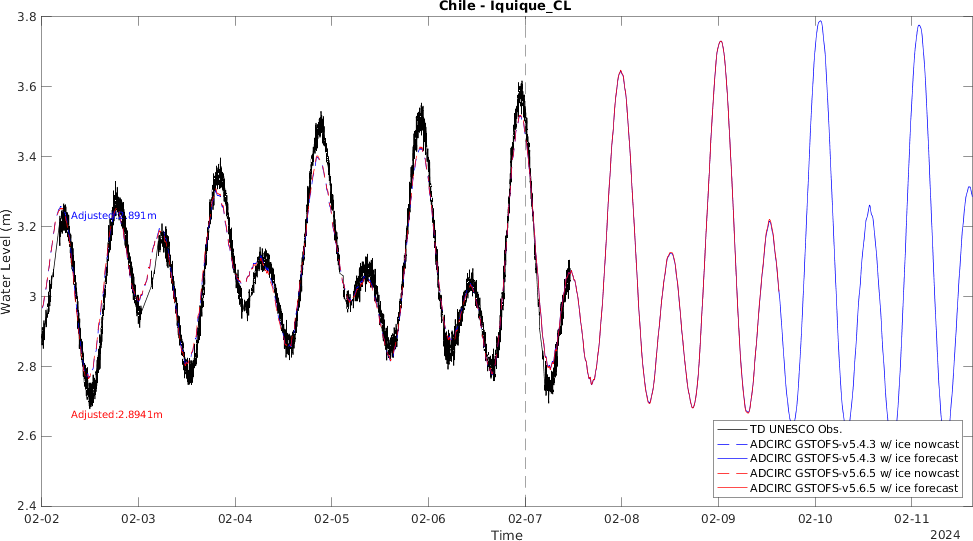 Chile - Iquique_CL
3.8
3.6
3.4
3.2
3
2.8
2.6
2.4
Water Level (m)
Adjusted:2.891m
Adjusted:2.8941m
TD UNESCO Obs.
ADCIRC GSTOFS-v5.4.3 w/ ice nowcast
ADCIRC GSTOFS-v5.4.3 w/ ice forecast
ADCIRC GSTOFS-v5.6.5 w/ ice nowcast
ADCIRC GSTOFS-v5.6.5 w/ ice forecast
02-02 02-03 02-04 02-05 02-06 02-07 02-08 02-09 02-10 02-11
Time
2024